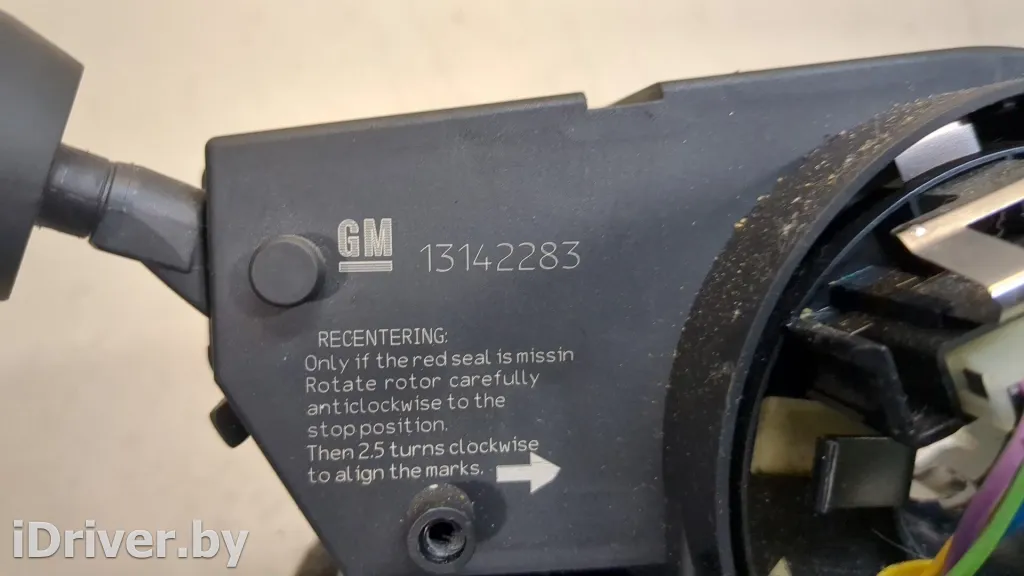 GM 13142283
RECENTERING:
Only if the red seal is missin
Rotate rotor carefully
anticlockwise to the
stop position.
Then 2.5 turns clockwise
to align the marks.
iDriver.by